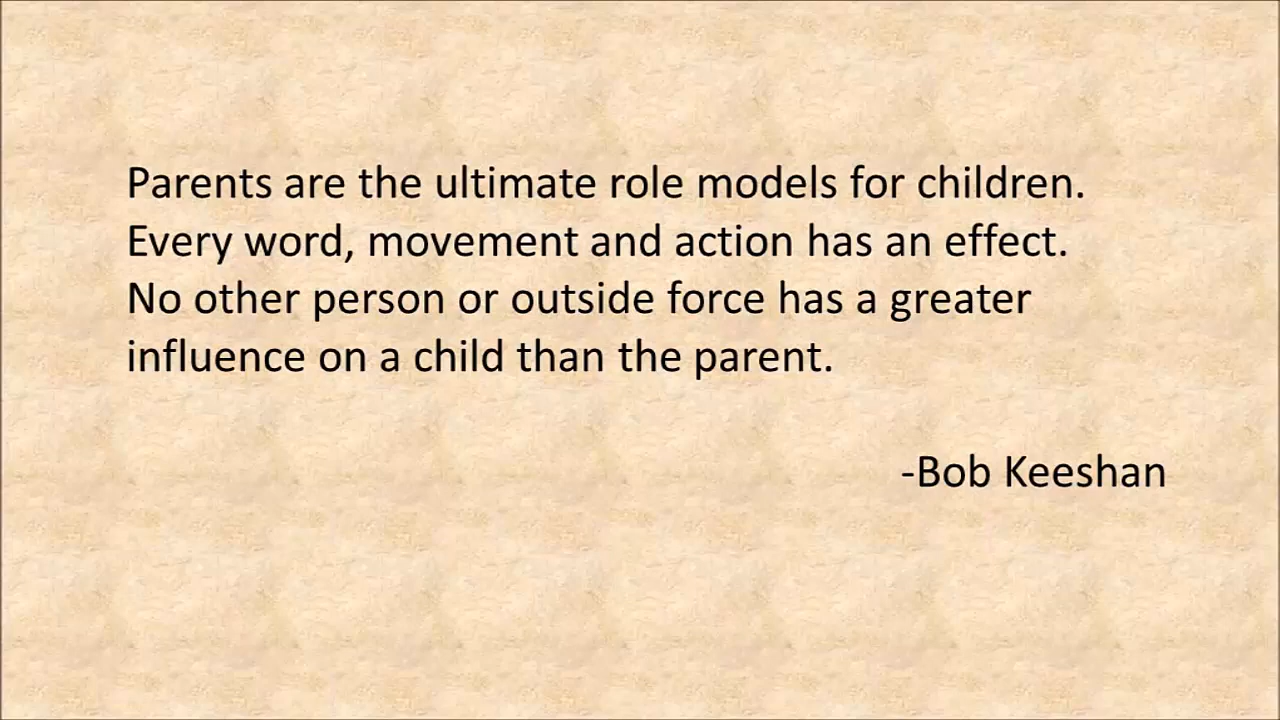 Parents are the ultimate role models for children.
Every word, movement and action has an effect.
No other person or outside force has a greater
influence on a child than the parent.
-Bob Keeshan